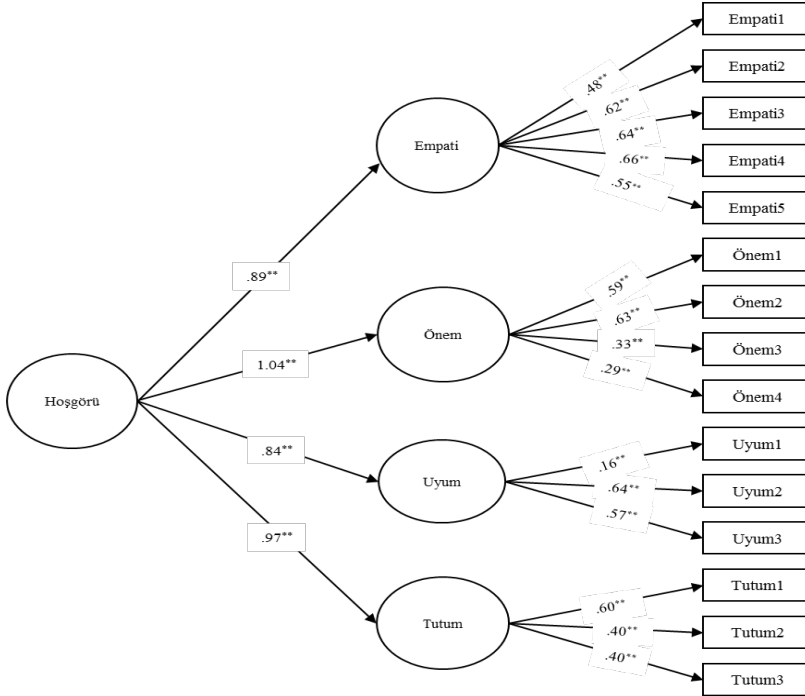 Empati1
Empati2
Empati3
Empati4
Empati5
.48**
.62**
.64**
.66**
.55**
Empati
.89**
Önem1
Önem2
Önem3
Önem4
.59**
.63**
.33**
.29**
Önem
1.04**
Hoşgörü
Uyum1
Uyum2
Uyum3
.16**
.64**
.57**
Uyum
.84**
.97**
Tutum1
Tutum2
Tutum3
.60**
.40**
.40**
Tutum